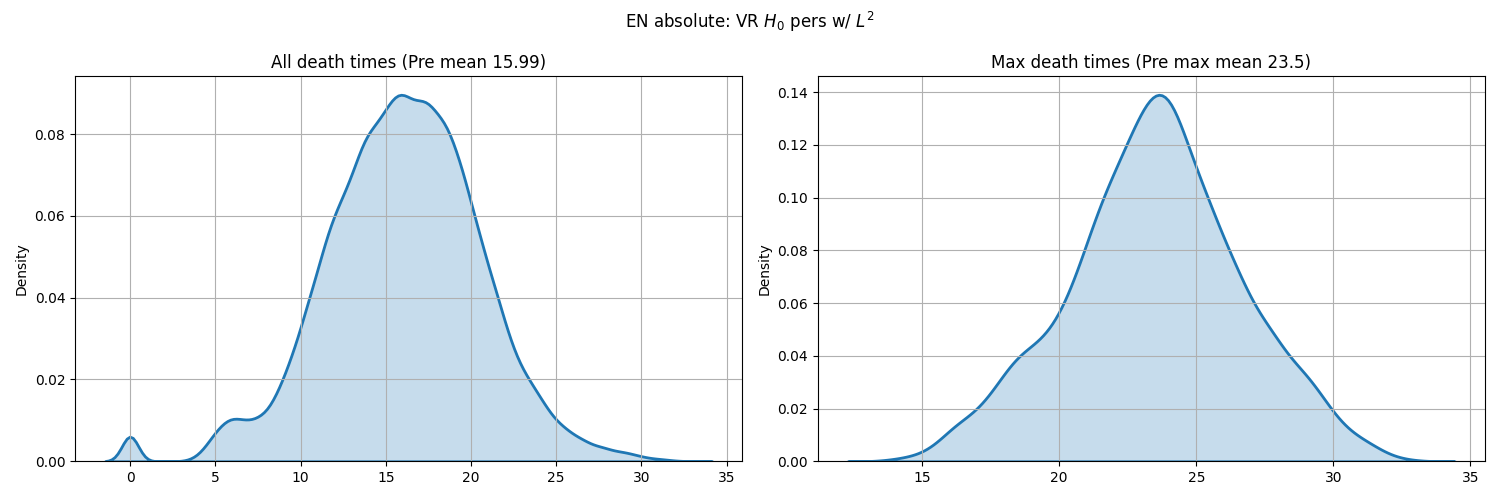 EN absolute: VR $H_0$ pers w/ $L^2$
All death times (Pre mean 15.99)
Density
0.08
0.06
0.04
0.02
0.00
0 5 10 15 20 25 30 35
Max death times (Pre max mean 23.5)
Density
0.14
0.12
0.10
0.08
0.06
0.04
0.02
0.00
15 20 25 30 35